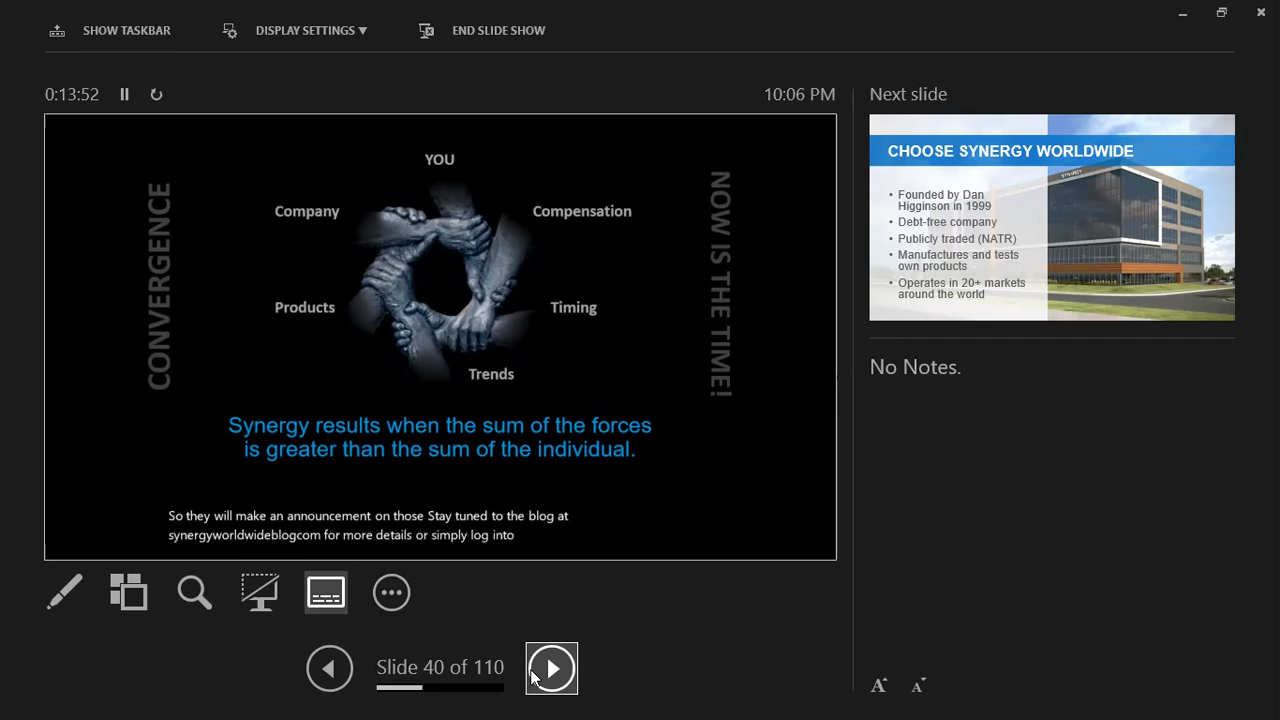 SHOW TASKBAR
DISPLAY SETTINGS ▼
END SLIDE SHOW
0:13:52
10:06 PM
CONVERGENCE
YOU
Company
Compensation
Products
Timing
Trends
NOW IS THE TIME!
Synergy results when the sum of the forces
is greater than the sum of the individual.
So they will make an announcement on those Stay tuned to the blog at
synergyworldwideblogcom for more details or simply log into
Slide 40 of 110
Next slide
CHOOSE SYNERGY WORLDWIDE
• Founded by Dan
Higginson in 1999
• Debt-free company
• Publicly traded (NATR)
• Manufactures and tests
own products
• Operates in 20+ markets
around the world
SYNERGY
No Notes.
A A